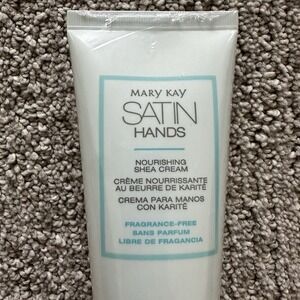 MARY KAY
SATIN
HANDS
NOURISHING
SHEA CREAM
CRÈME NOURRISSANTE
AU BEURRE DE KARITÉ
CREMA PARA MANOS
CON KARITÉ
FRAGRANCE-FREE
SANS PARFUM
LIBRE DE FRAGANCIA